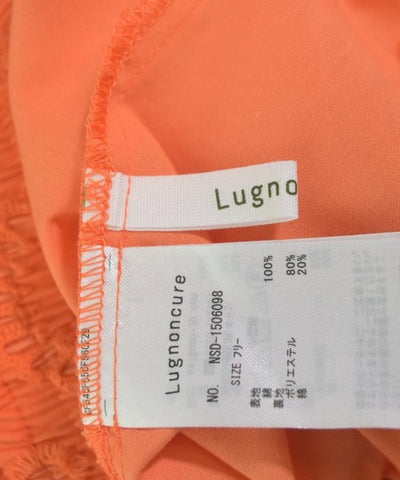 Lugno
Lugnoncure
NO. NSD-1506098
SIZE フリー
表地
綿 100%
裏地
ポリエステル 80%
綿 20%